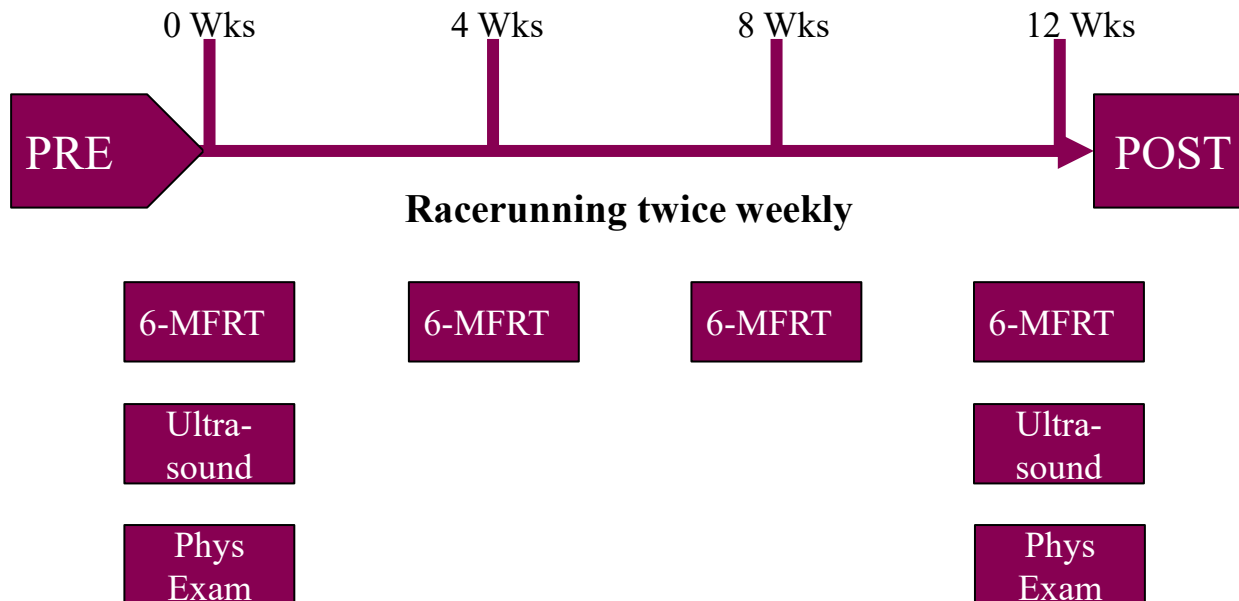 0 Wks
4 Wks
8 Wks
12 Wks
PRE
POST
Racerunning twice weekly
6-MFRT
6-MFRT
6-MFRT
6-MFRT
Ultra-
sound
Ultra-
sound
Phys
Exam
Phys
Exam